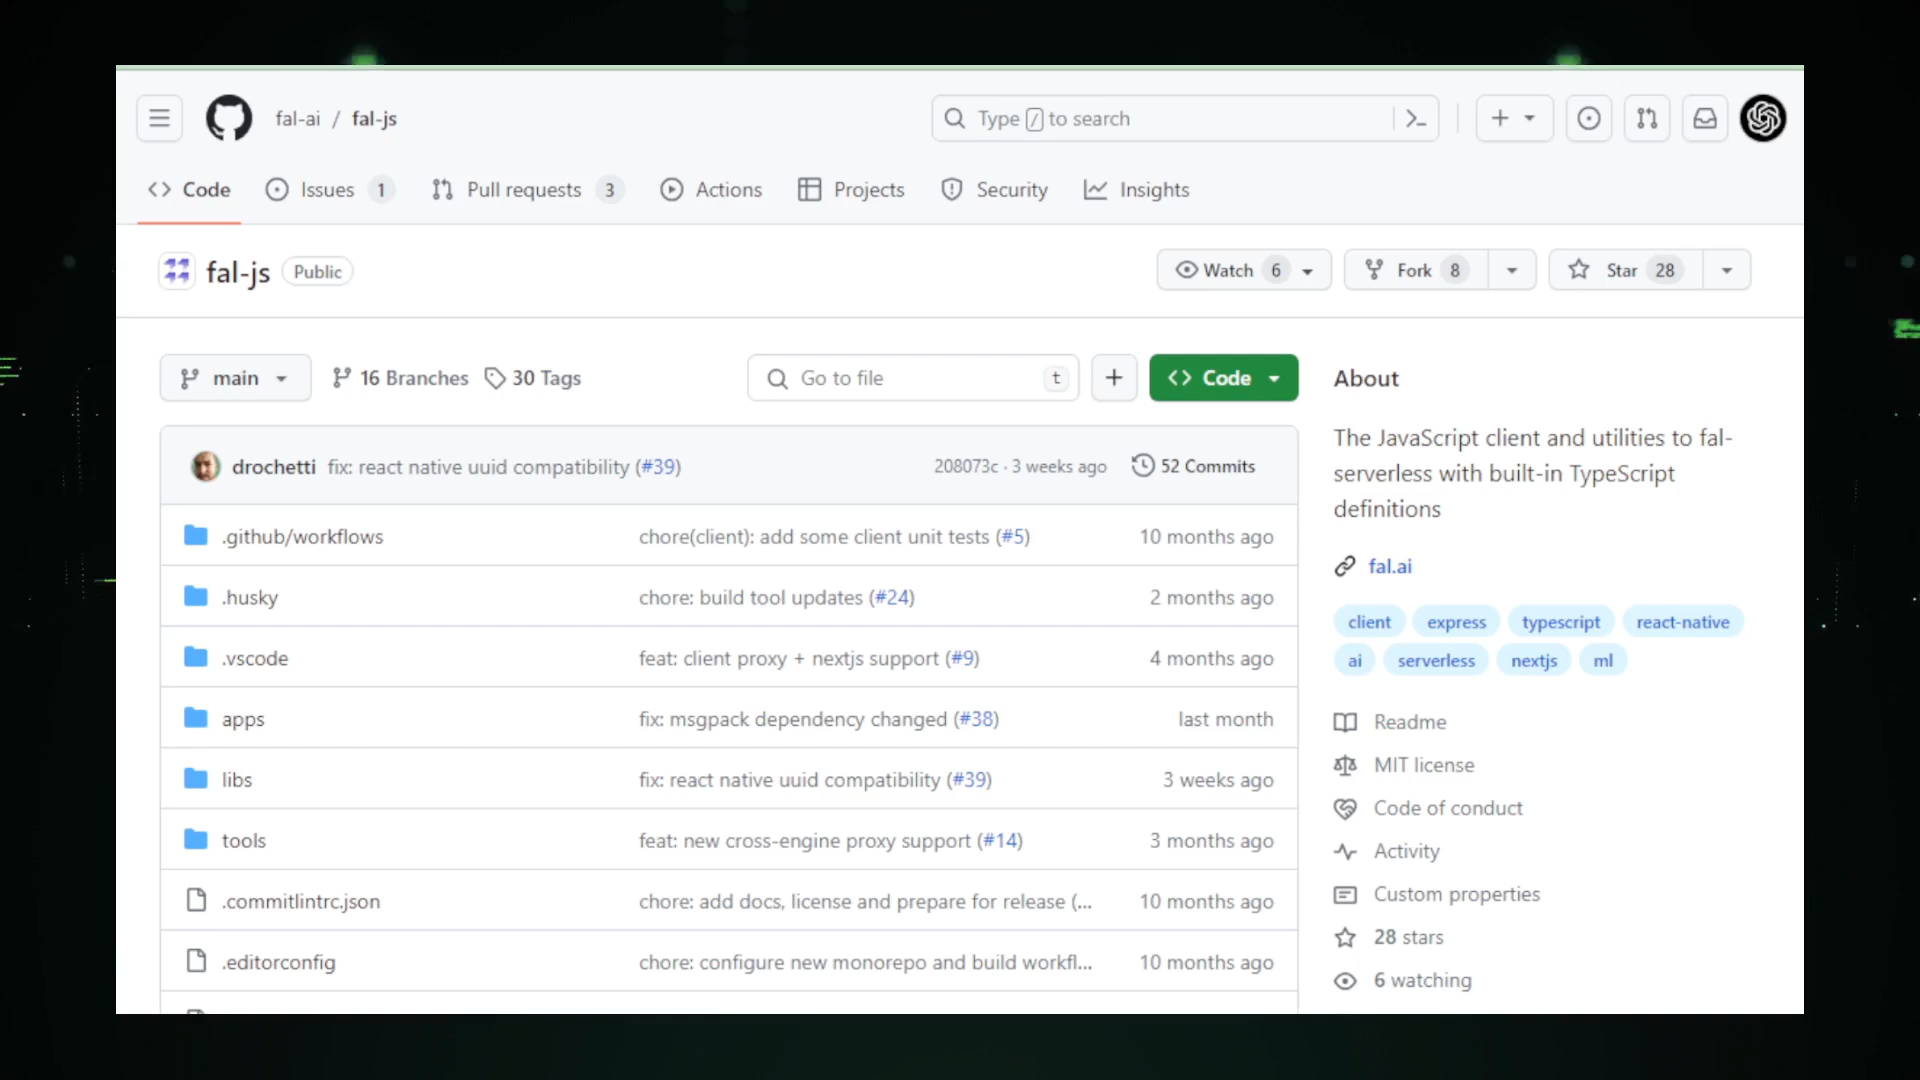 fal-ai / fal-js
Type / to search
Code
Issues 1
Pull requests 3
Actions
Projects
Security
Insights
fal-js Public
Watch 6
Fork 8
Star 28
main
16 Branches
30 Tags
Go to file t
Code
drochetti fix: react native uuid compatibility (#39) 208073c · 3 weeks ago 52 Commits
.github/workflows chore(client): add some client unit tests (#5) 10 months ago
.husky chore: build tool updates (#24) 2 months ago
.vscode feat: client proxy + nextjs support (#9) 4 months ago
apps fix: msgpack dependency changed (#38) last month
libs fix: react native uuid compatibility (#39) 3 weeks ago
tools feat: new cross-engine proxy support (#14) 3 months ago
.commitlintrc.json chore: add docs, license and prepare for release (... 10 months ago
.editorconfig chore: configure new monorepo and build workfl... 10 months ago
About
The JavaScript client and utilities to fal-
serverless with built-in TypeScript
definitions
fal.ai
client express typescript react-native
ai serverless nextjs ml
Readme
MIT license
Code of conduct
Activity
Custom properties
28 stars
6 watching